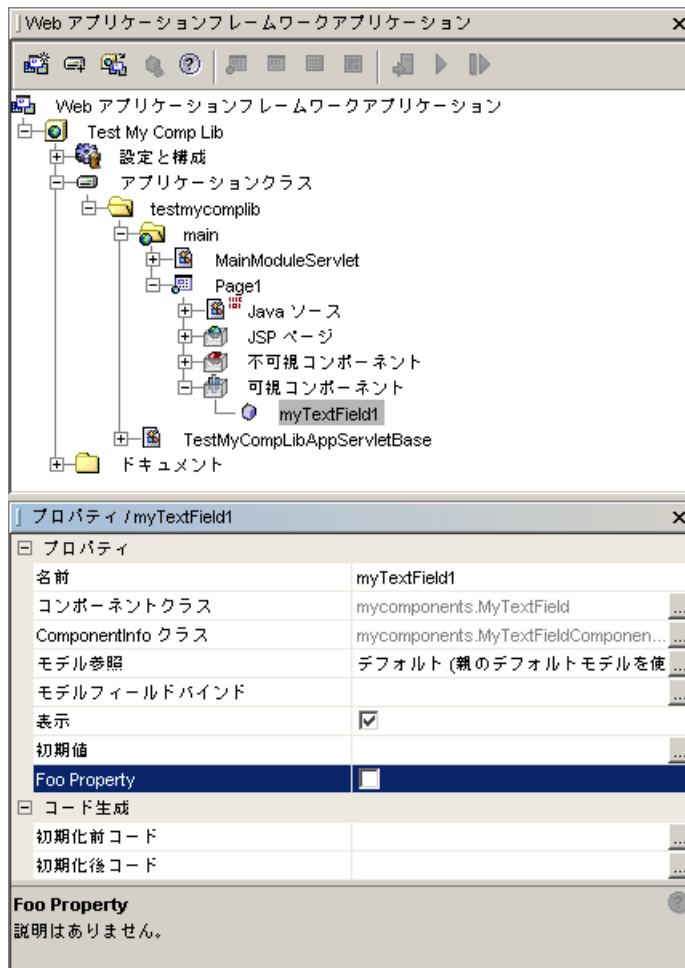 Web アプリケーションフレームワークアプリケーション
Web アプリケーションフレームワークアプリケーション
Test My Comp Lib
設定と構成
アプリケーションクラス
testmycomplib
main
MainModuleServlet
Page1
Java ソース
JSP ページ
不可視コンポーネント
可視コンポーネント
myTextField1
TestMyCompLibAppServletBase
ドキュメント
プロパティ / myTextField1
プロパティ
名前 myTextField1
コンポーネントクラス mycomponents.MyTextField ...
ComponentInfo クラス mycomponents.MyTextFieldComponen... ...
モデル参照 デフォルト (親のデフォルトモデルを使 ...
モデルフィールドバインド ...
表示
初期値 ...
Foo Property
コード生成
初期化前コード ...
初期化後コード ...
Foo Property
説明はありません。